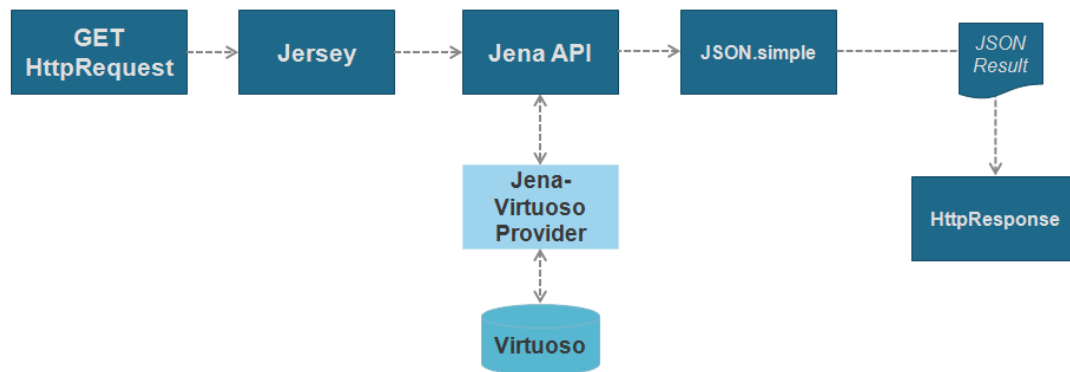 GET
HttpRequest
Jersey
Jena API
JSON.simple
JSON
Result
Jena-
Virtuoso
Provider
HttpResponse
Virtuoso